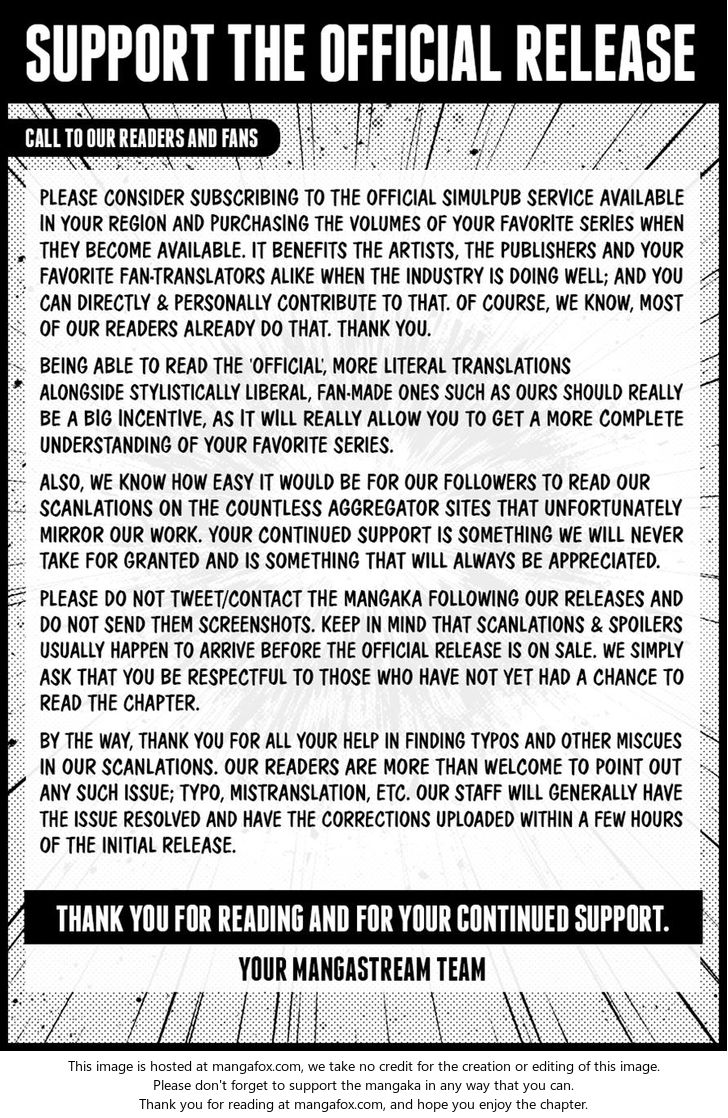 SUPPORT THE OFFICIAL RELEASE
CALL TO OUR READERS AND FANS
PLEASE CONSIDER SUBSCRIBING TO THE OFFICIAL SIMULPUB SERVICE AVAILABLE
IN YOUR REGION AND PURCHASING THE VOLUMES OF YOUR FAVORITE SERIES WHEN
THEY BECOME AVAILABLE. IT BENEFITS THE ARTISTS, THE PUBLISHERS AND YOUR
FAVORITE FAN-TRANSLATORS ALIKE WHEN THE INDUSTRY IS DOING WELL; AND YOU
CAN DIRECTLY & PERSONALLY CONTRIBUTE TO THAT. OF COURSE, WE KNOW, MOST
OF OUR READERS ALREADY DO THAT. THANK YOU.
BEING ABLE TO READ THE 'OFFICIAL', MORE LITERAL TRANSLATIONS
ALONGSIDE STYLISTICALLY LIBERAL, FAN-MADE ONES SUCH AS OURS SHOULD REALLY
BE A BIG INCENTIVE, AS IT WILL REALLY ALLOW YOU TO GET A MORE COMPLETE
UNDERSTANDING OF YOUR FAVORITE SERIES.
ALSO, WE KNOW HOW EASY IT WOULD BE FOR OUR FOLLOWERS TO READ OUR
SCANLATIONS ON THE COUNTLESS AGGREGATOR SITES THAT UNFORTUNATELY
MIRROR OUR WORK. YOUR CONTINUED SUPPORT IS SOMETHING WE WILL NEVER
TAKE FOR GRANTED AND IS SOMETHING THAT WILL ALWAYS BE APPRECIATED.
PLEASE DO NOT TWEET/CONTACT THE MANGAKA FOLLOWING OUR RELEASES AND
DO NOT SEND THEM SCREENSHOTS. KEEP IN MIND THAT SCANLATIONS & SPOILERS
USUALLY HAPPEN TO ARRIVE BEFORE THE OFFICIAL RELEASE IS ON SALE. WE SIMPLY
ASK THAT YOU BE RESPECTFUL TO THOSE WHO HAVE NOT YET HAD A CHANCE TO
READ THE CHAPTER.
BY THE WAY, THANK YOU FOR ALL YOUR HELP IN FINDING TYPOS AND OTHER MISCUES
IN OUR SCANLATIONS. OUR READERS ARE MORE THAN WELCOME TO POINT OUT
ANY SUCH ISSUE; TYPO, MISTRANSLATION, ETC. OUR STAFF WILL GENERALLY HAVE
THE ISSUE RESOLVED AND HAVE THE CORRECTIONS UPLOADED WITHIN A FEW HOURS
OF THE INITIAL RELEASE.
THANK YOU FOR READING AND FOR YOUR CONTINUED SUPPORT.
YOUR MANGASTREAM TEAM
This image is hosted at mangafox.com, we take no credit for the creation or editing of this image.
Please don't forget to support the mangaka in any way that you can.
Thank you for reading at mangafox.com, and hope you enjoy the chapter.